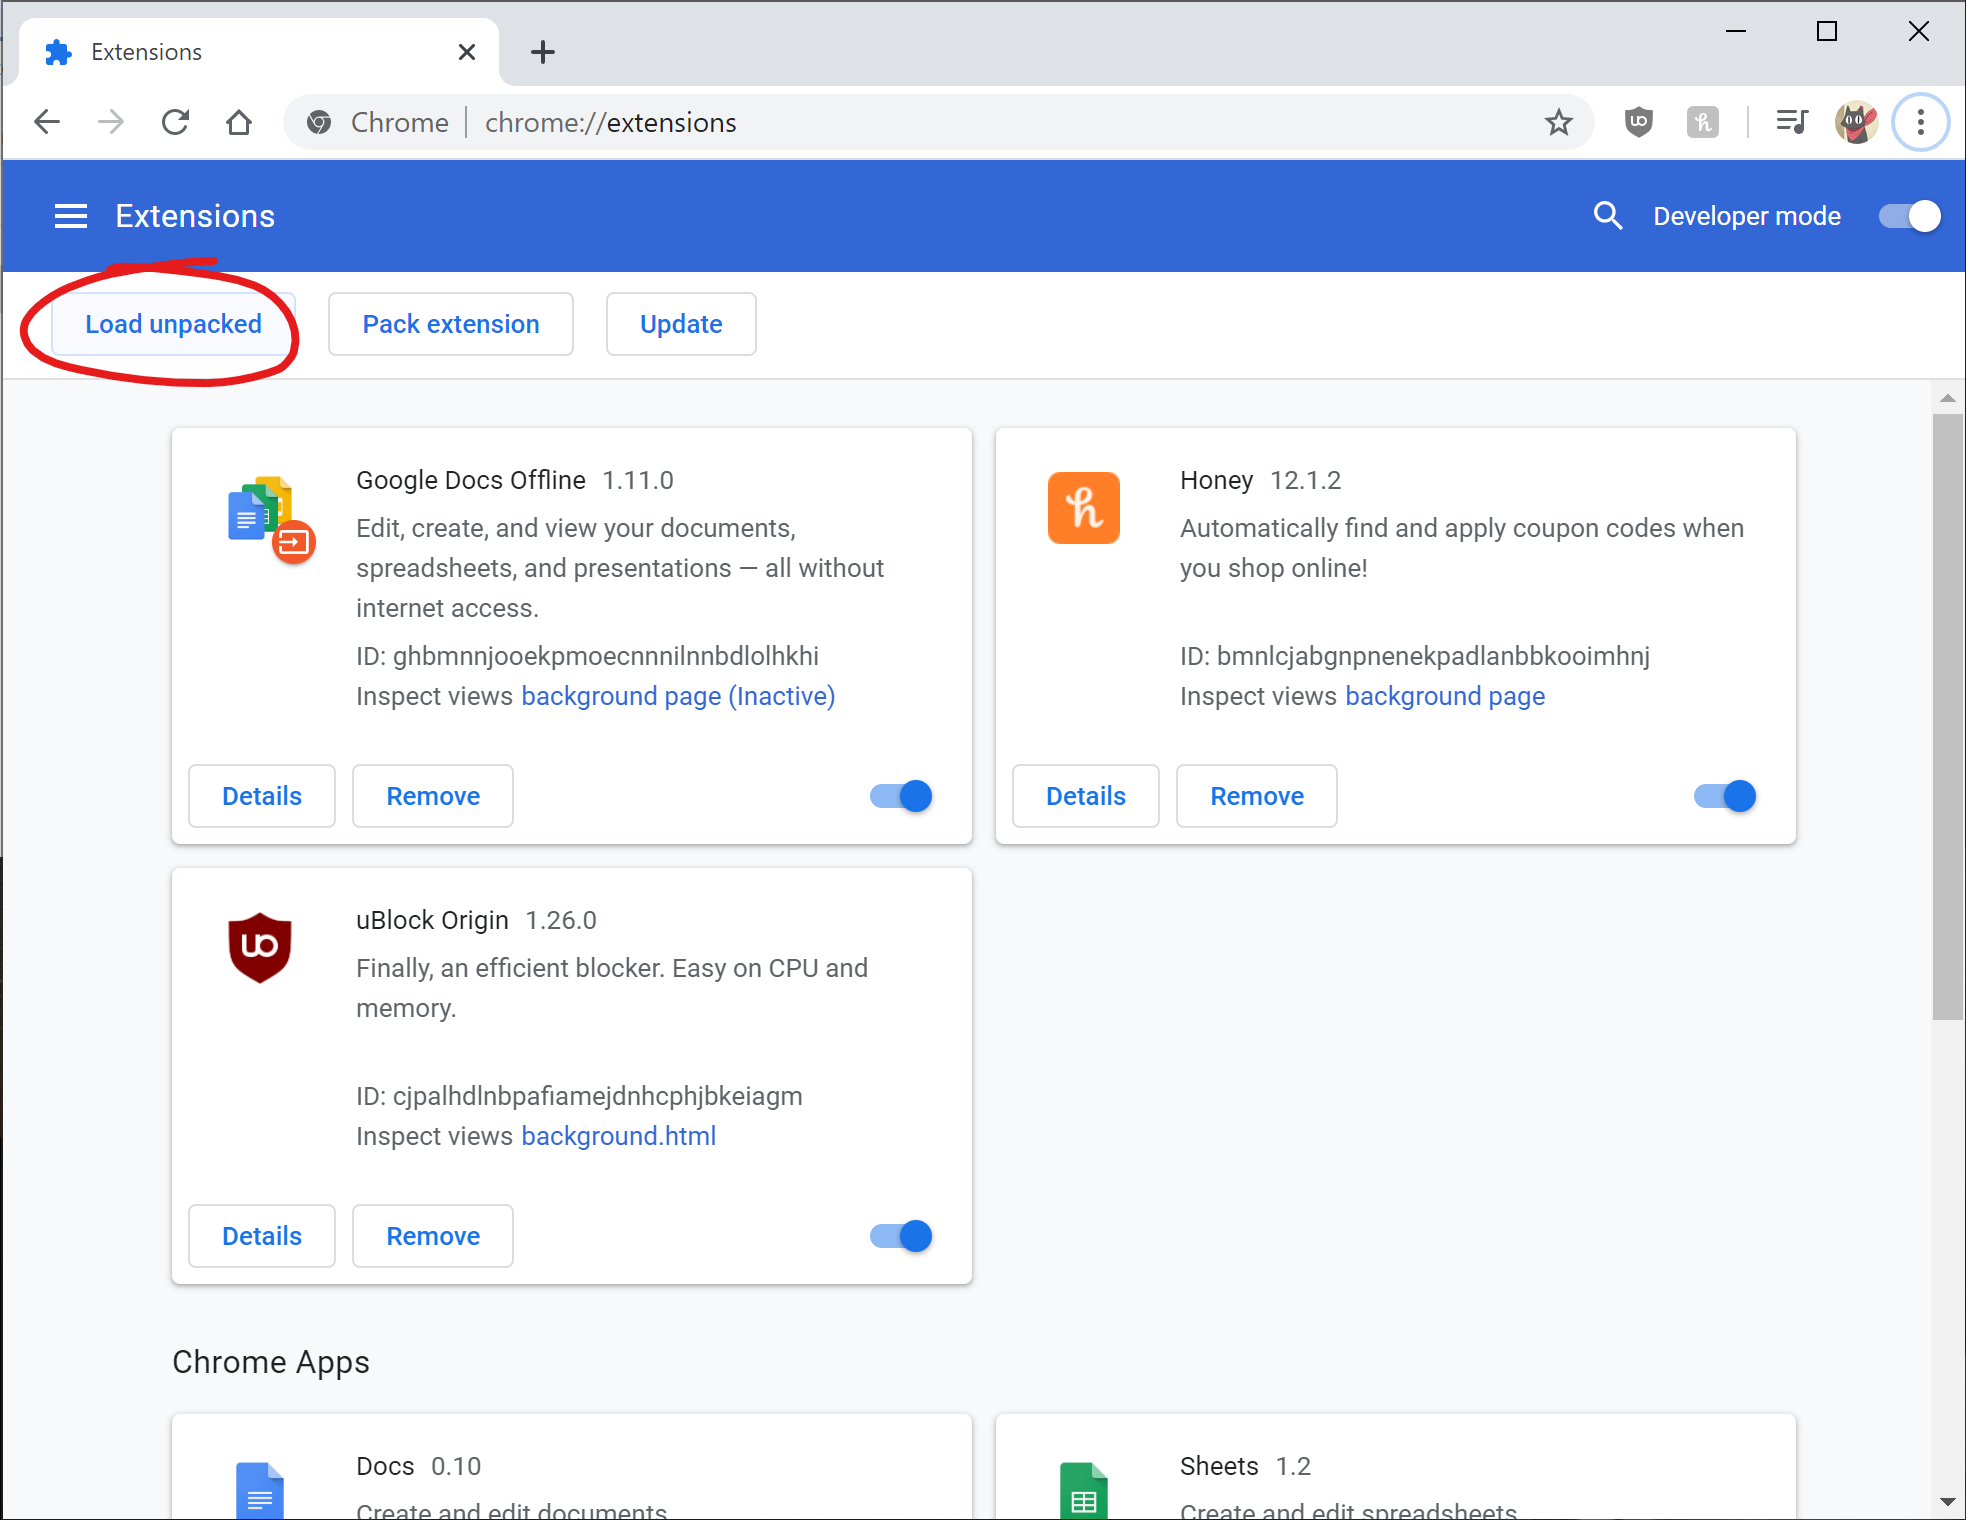 Extensions
Chrome | chrome://extensions
Extensions
Developer mode
Load unpacked
Pack extension
Update
Google Docs Offline 1.11.0
Edit, create, and view your documents,
spreadsheets, and presentations — all without
internet access.
ID: ghbmnnjooekpmoecnnnilnnbdlolhkhi
Inspect views background page (Inactive)
Details
Remove
Honey 12.1.2
Automatically find and apply coupon codes when
you shop online!
ID: bmnlcjabgnpnenekpadlanbbkooimhnj
Inspect views background page
Details
Remove
uBlock Origin 1.26.0
Finally, an efficient blocker. Easy on CPU and
memory.
ID: cjpalhdlnbpafiamejdnhcphjbkeiagm
Inspect views background.html
Details
Remove
Chrome Apps
Docs 0.10
Create and edit documents
Sheets 1.2
Create and edit spreadsheets